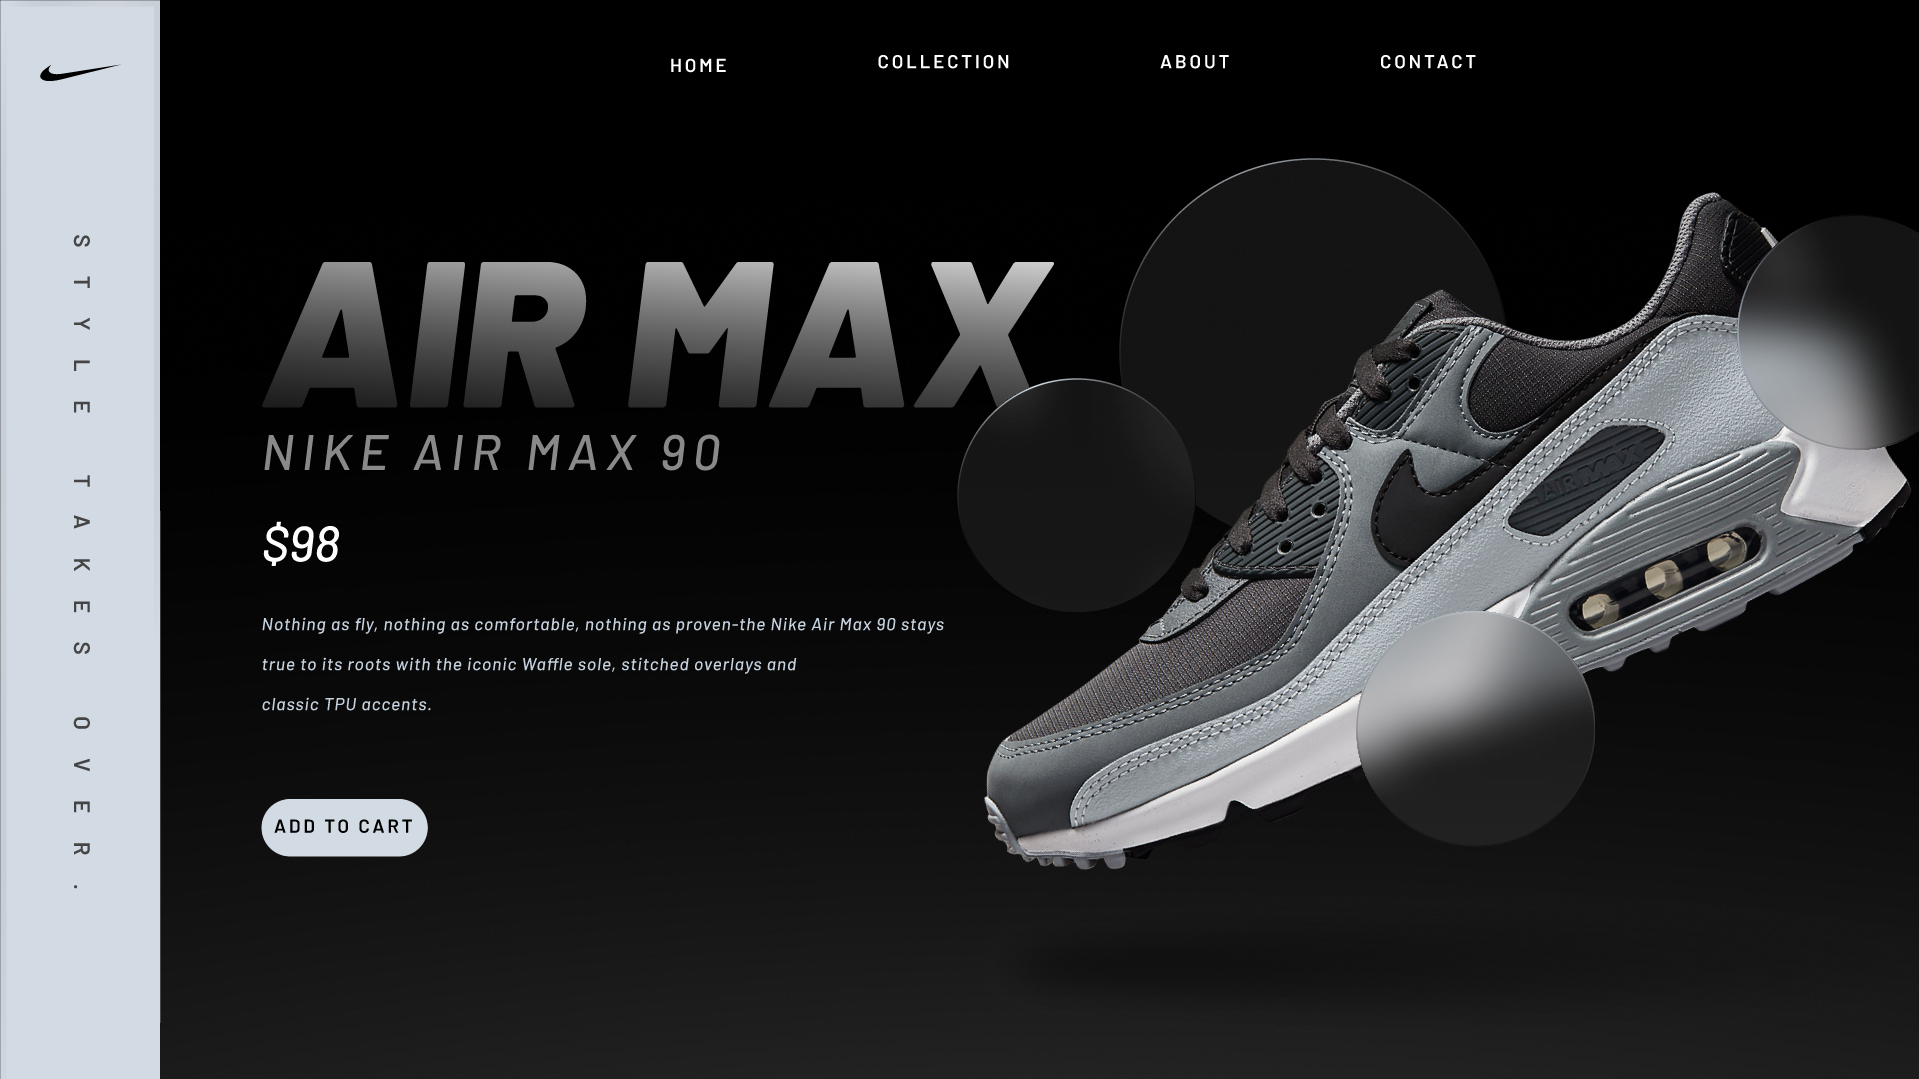 HOME
COLLECTION
ABOUT
CONTACT
STYLE TAKES OVER.
AIR MAX
NIKE AIR MAX 90
$98
Nothing as fly, nothing as comfortable, nothing as proven-the Nike Air Max 90 stays
true to its roots with the iconic Waffle sole, stitched overlays and
classic TPU accents.
ADD TO CART
AIR MAX